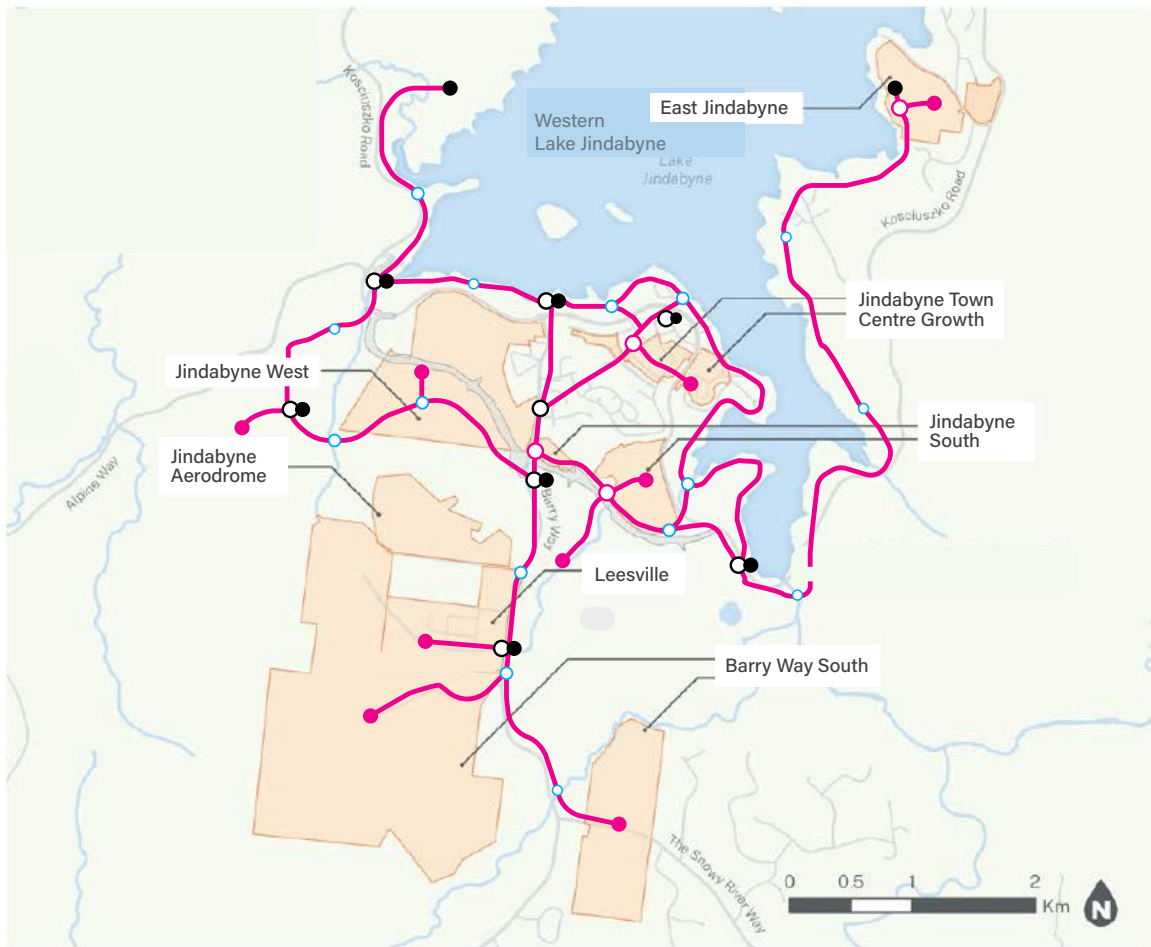 Kosciuszko Road
East Jindabyne
Western
Lake Jindabyne
Lake
Jindabyne
Kosciuszko Road
Jindabyne Town
Centre Growth
Jindabyne West
Jindabyne
South
Jindabyne
Aerodrome
Alpine Way
Barry Way
Leesville
Barry Way South
The Snowy River Way
0 0.5 1 2
Km
N